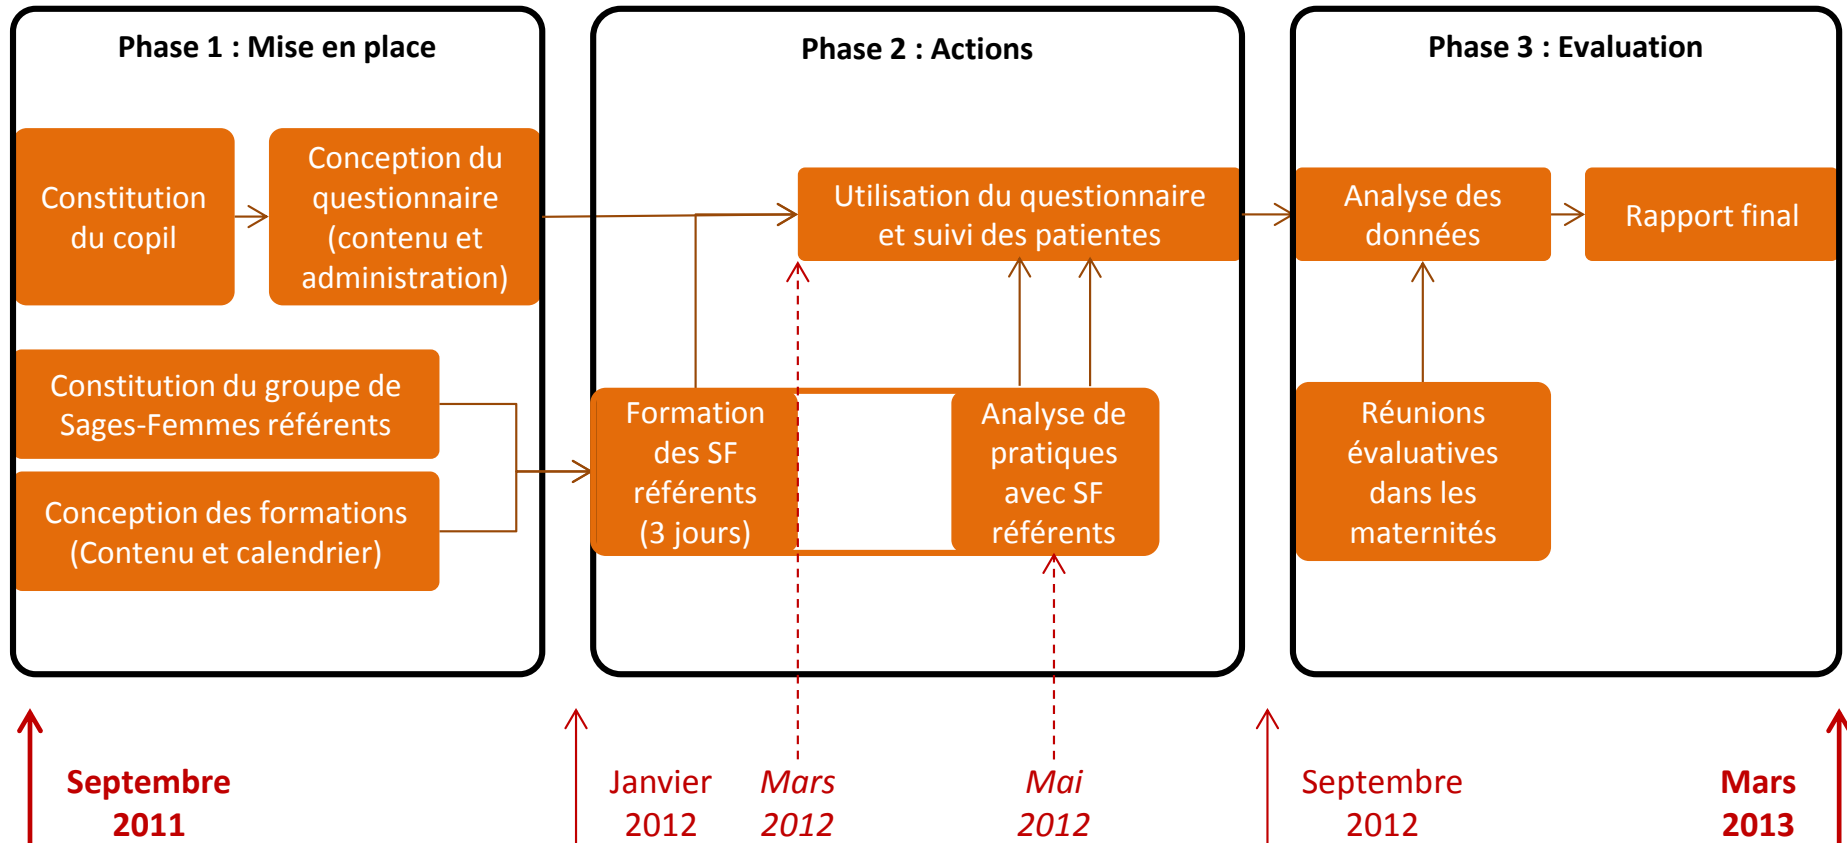 Phase 1 : Mise en place
Constitution
du copil
Conception du
questionnaire
(contenu et
administration)
Constitution du groupe de
Sages-Femmes référents
Conception des formations
(Contenu et calendrier)
Phase 2 : Actions
Utilisation du questionnaire
et suivi des patientes
Formation
des SF
référents
(3 jours)
Analyse de
pratiques
avec SF
référents
Phase 3 : Evaluation
Analyse des
données
Rapport final
Réunions
évaluatives
dans les
maternités
Septembre
2011
Janvier
2012
Mars
2012
Mai
2012
Septembre
2012
Mars
2013